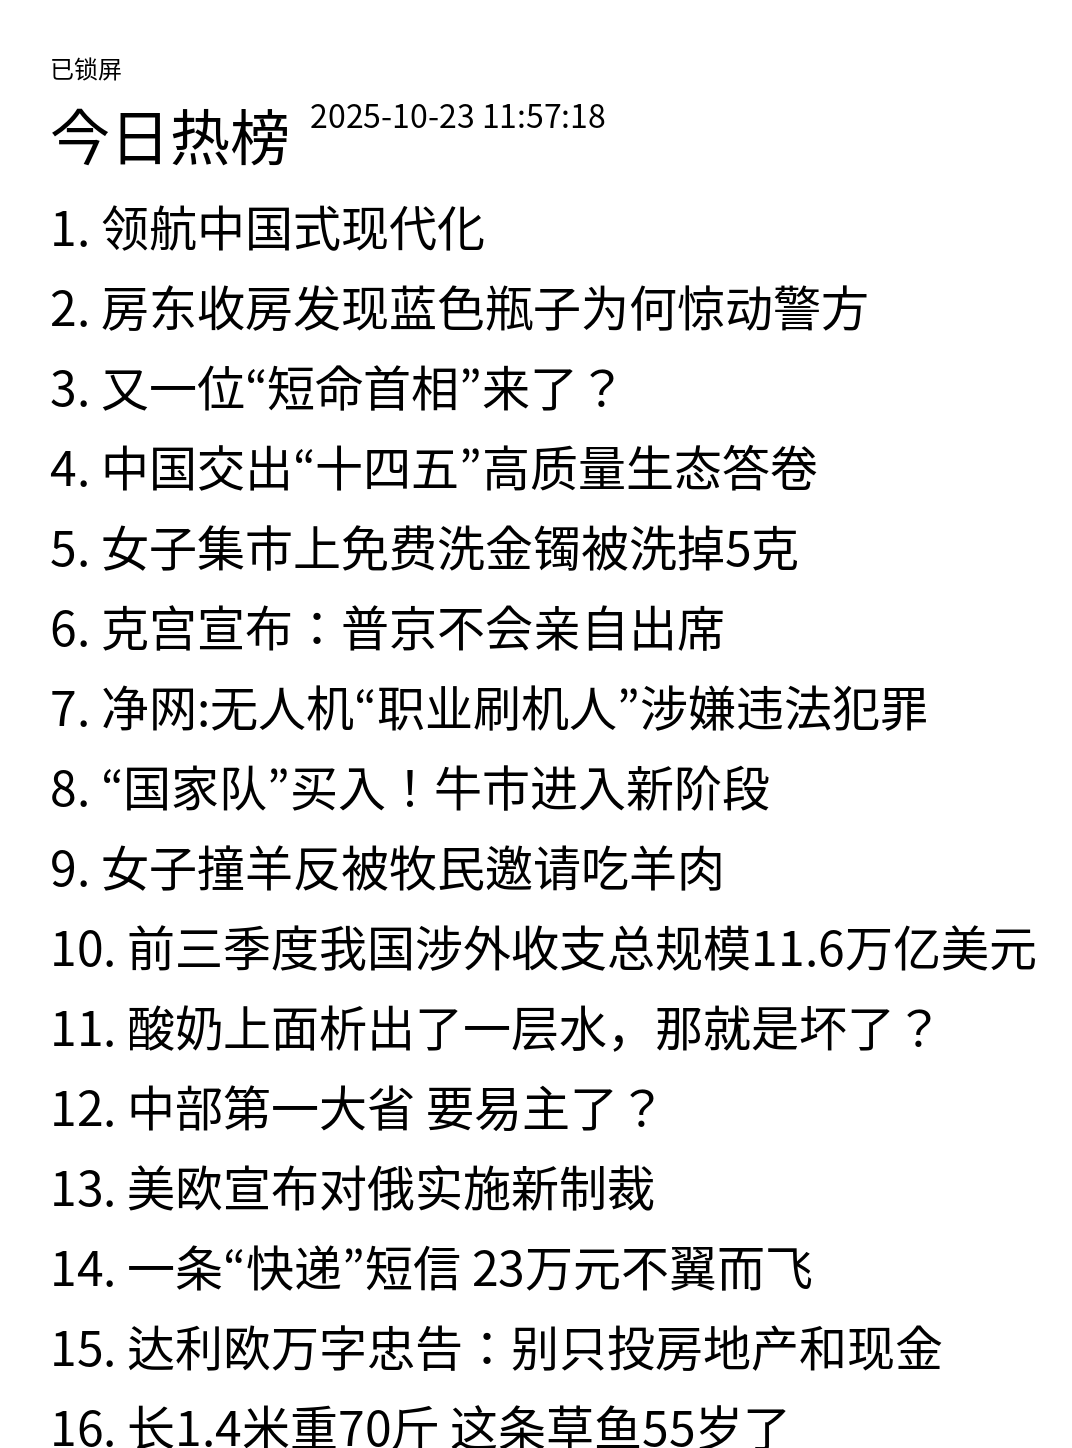 已锁屏
今日热榜 2025-10-23 11:57:18
1. 领航中国式现代化
2. 房东收房发现蓝色瓶子为何惊动警方
3. 又一位“短命首相”来了？
4. 中国交出“十四五”高质量生态答卷
5. 女子集市上免费洗金镯被洗掉5克
6. 克宫宣布：普京不会亲自出席
7. 净网:无人机“职业刷机人”涉嫌违法犯罪
8. “国家队”买入！牛市进入新阶段
9. 女子撞羊反被牧民邀请吃羊肉
10. 前三季度我国涉外收支总规模11.6万亿美元
11. 酸奶上面析出了一层水，那就是坏了？
12. 中部第一大省 要易主了？
13. 美欧宣布对俄实施新制裁
14. 一条“快递”短信 23万元不翼而飞
15. 达利欧万字忠告：别只投房地产和现金
16. 长1.4米重70斤 这条草鱼55岁了